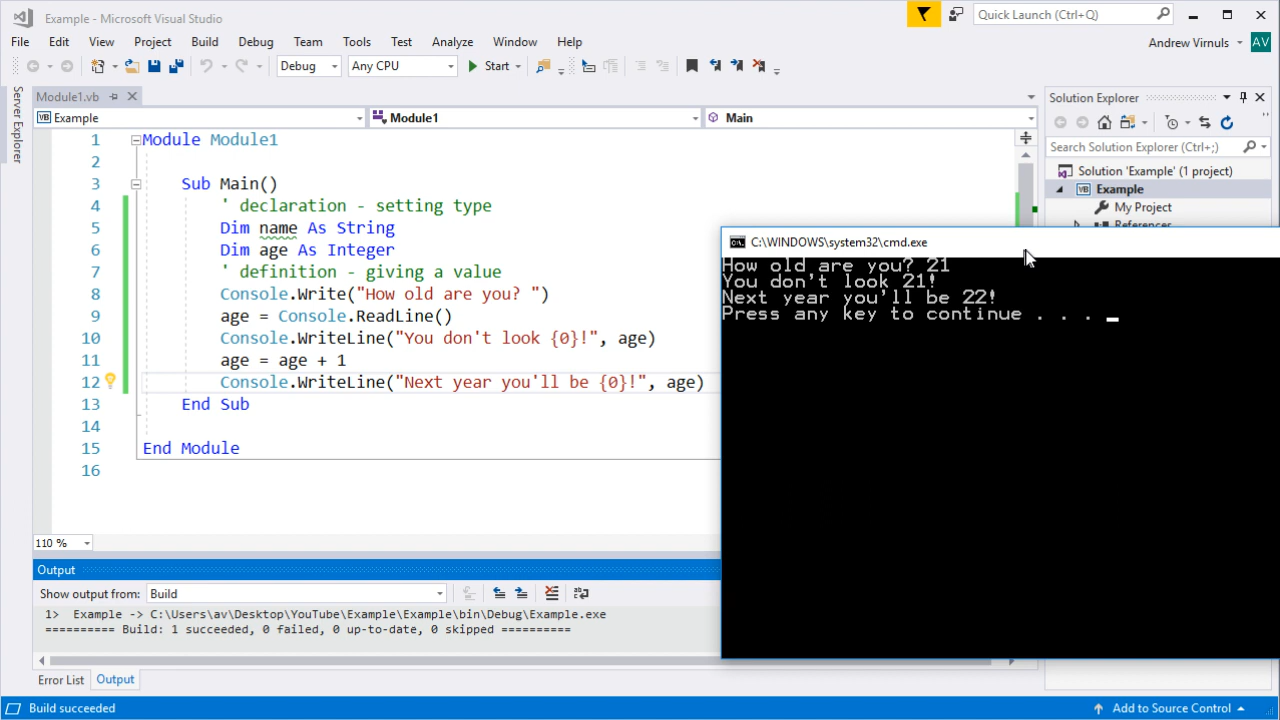 Example - Microsoft Visual Studio
Quick Launch (Ctrl+Q)
File Edit View Project Build Debug Team Tools Test Analyze Window Help
Andrew Virnuls AV
Debug Any CPU Start
Server Explorer
Module1.vb
Example Module1 Main
1 Module Module1
2
3 Sub Main()
4 ' declaration - setting type
5 Dim name As String
6 Dim age As Integer
7 ' definition - giving a value
8 Console.Write("How old are you? ")
9 age = Console.ReadLine()
10 Console.WriteLine("You don't look {0}!", age)
11 age = age + 1
12 Console.WriteLine("Next year you'll be {0}!", age)
13 End Sub
14
15 End Module
16
110 %
Solution Explorer
Search Solution Explorer (Ctrl+;)
Solution 'Example' (1 project)
Example
My Project
C:\WINDOWS\system32\cmd.exe
How old are you? 21
You don't look 21!
Next year you'll be 22!
Press any key to continue . . . _
Output
Show output from: Build
1> Example -> C:\Users\av\Desktop\YouTube\Example\Example\bin\Debug\Example.exe
========== Build: 1 succeeded, 0 failed, 0 up-to-date, 0 skipped ==========
Error List Output
Build succeeded
Add to Source Control